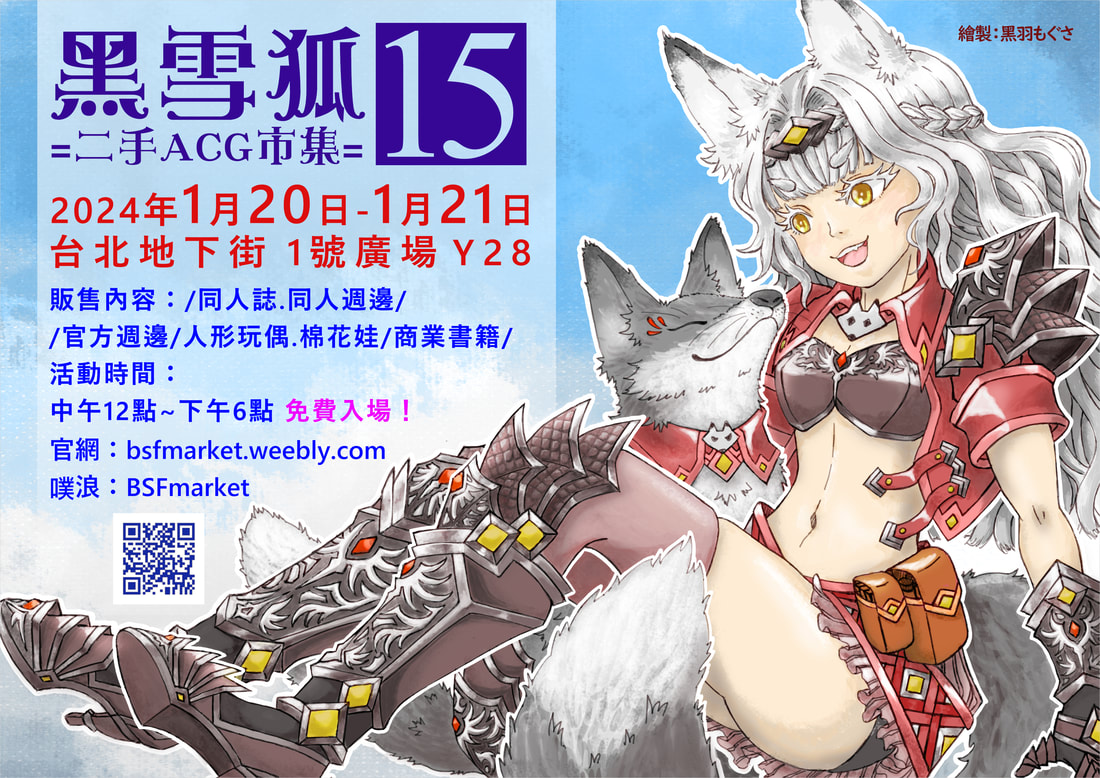 黑雪狐 15
=二手ACG市集=
繪製：黑羽もぐさ
2024年1月20日-1月21日
台北地下街 1號廣場 Y28
販售內容：/同人誌.同人週邊/
/官方週邊/人形玩偶.棉花娃/商業書籍/
活動時間：
中午12點~下午6點 免費入場！
官網：bsfmarket.weebly.com
噗浪：BSFmarket